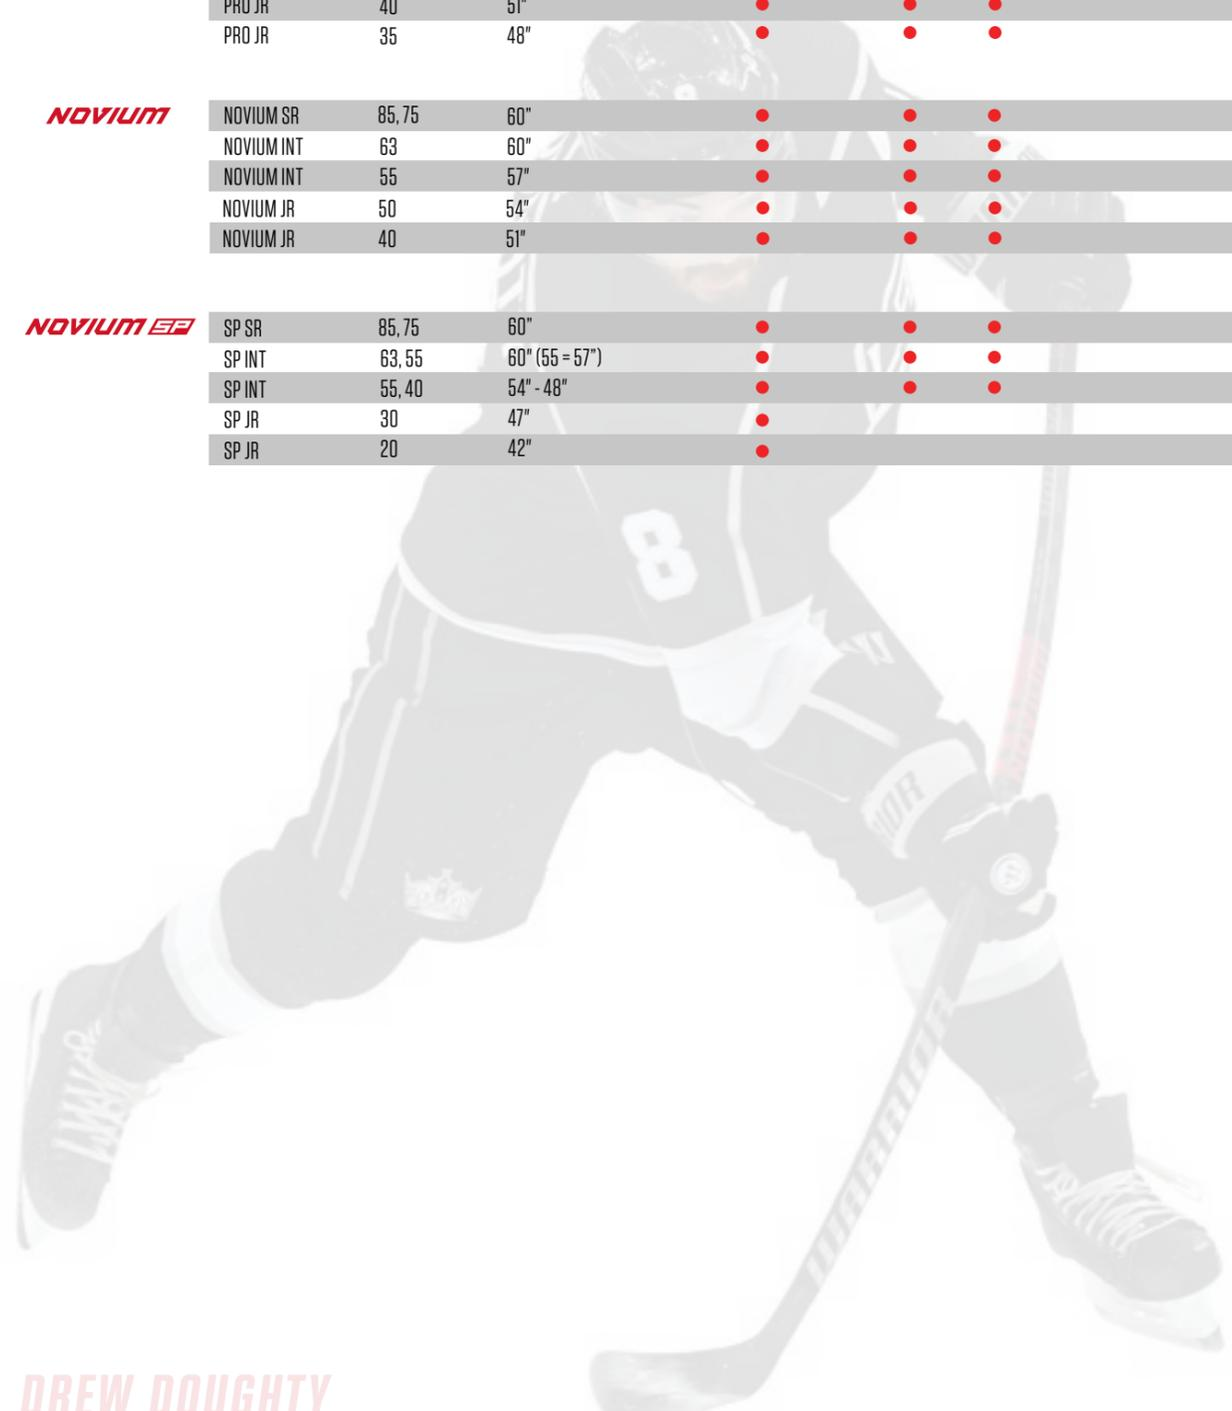 PRO JR 40 51"
PRO JR 35 48"
NOVIUM NOVIUM SR 85, 75 60"
NOVIUM INT 63 60"
NOVIUM INT 55 57"
NOVIUM JR 50 54"
NOVIUM JR 40 51"
NOVIUM SP SP SR 85, 75 60"
SP INT 63, 55 60" (55 = 57")
SP INT 55, 40 54" - 48"
SP JR 30 47"
SP JR 20 42"
8
IOR
WARRIOR
DREW DOUGHTY